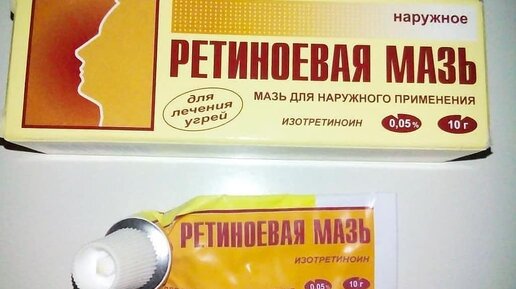 наружное
РЕТИНОЕВАЯ МАЗЬ
МАЗЬ ДЛЯ НАРУЖНОГО ПРИМЕНЕНИЯ
для
лечения
угрей
ИЗОТРЕТИНОИН 0,05% 10 г
РЕТИНОЕВАЯ МАЗЬ
ИЗОТРЕТИНОИН
0,05% 10 г